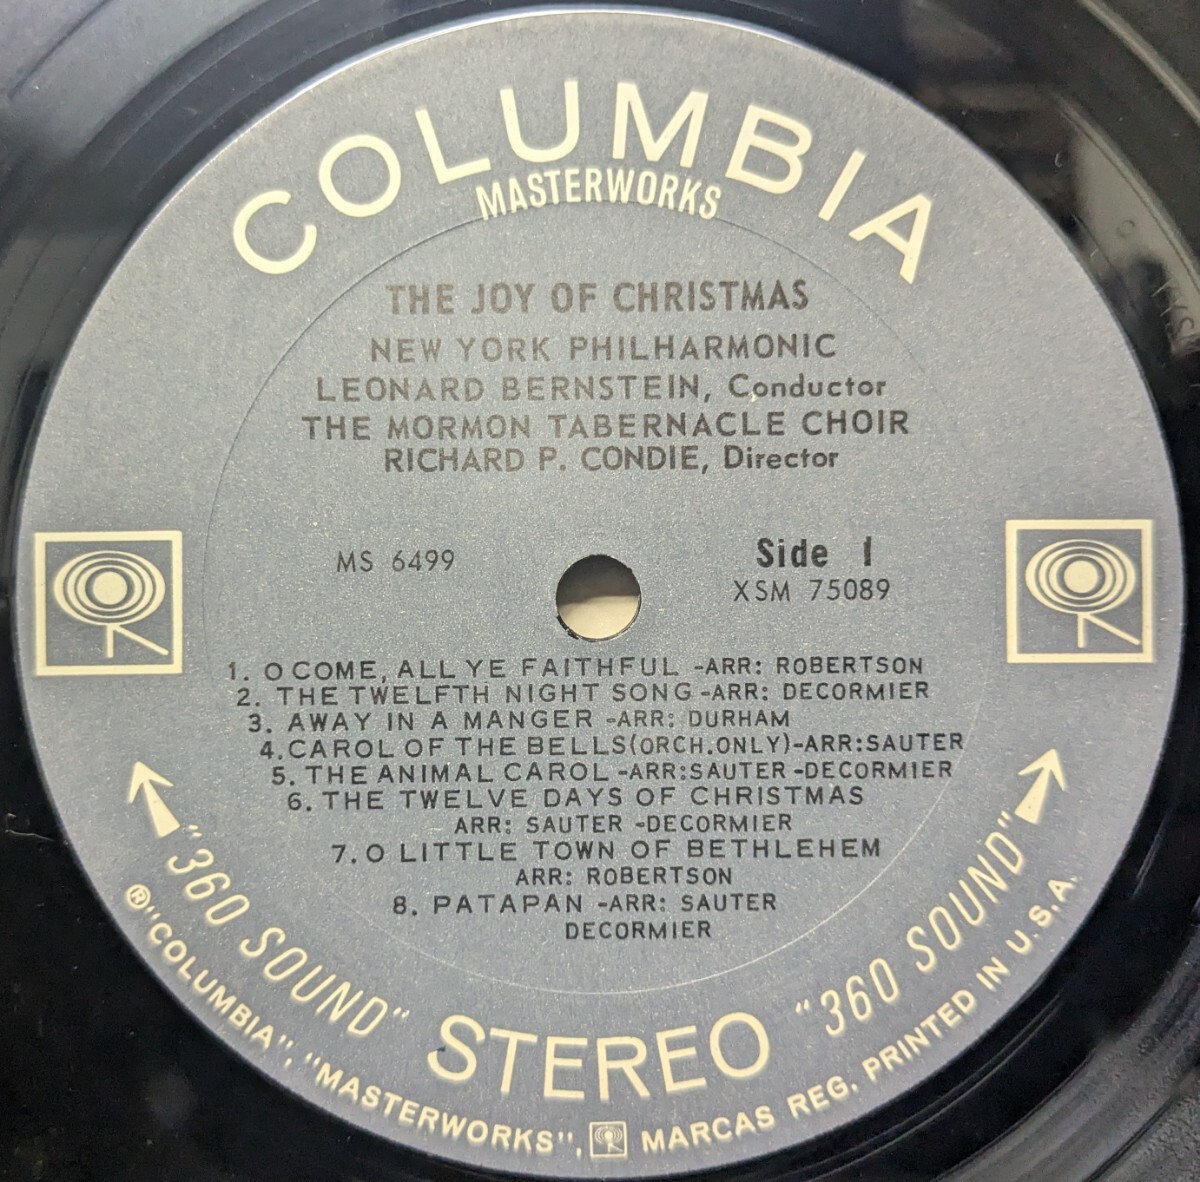 COLUMBIA
MASTERWORKS
THE JOY OF CHRISTMAS
NEW YORK PHILHARMONIC
LEONARD BERNSTEIN, Conductor
THE MORMON TABERNACLE CHOIR
RICHARD P. CONDIE, Director
MS 6499
Side 1
XSM 75089
1. O COME, ALL YE FAITHFUL -ARR: ROBERTSON
2. THE TWELFTH NIGHT SONG -ARR: DECORMIER
3. AWAY IN A MANGER -ARR: DURHAM
4. CAROL OF THE BELLS (ORCH. ONLY)-ARR: SAUTER
5. THE ANIMAL CAROL -ARR: SAUTER -DECORMIER
6. THE TWELVE DAYS OF CHRISTMAS
ARR: SAUTER -DECORMIER
7. O LITTLE TOWN OF BETHLEHEM
ARR: ROBERTSON
8. PATAPAN -ARR: SAUTER
DECORMIER
"360 SOUND" STEREO "360 SOUND"
® "COLUMBIA", "MASTERWORKS", MARCAS REG. PRINTED IN U.S.A.